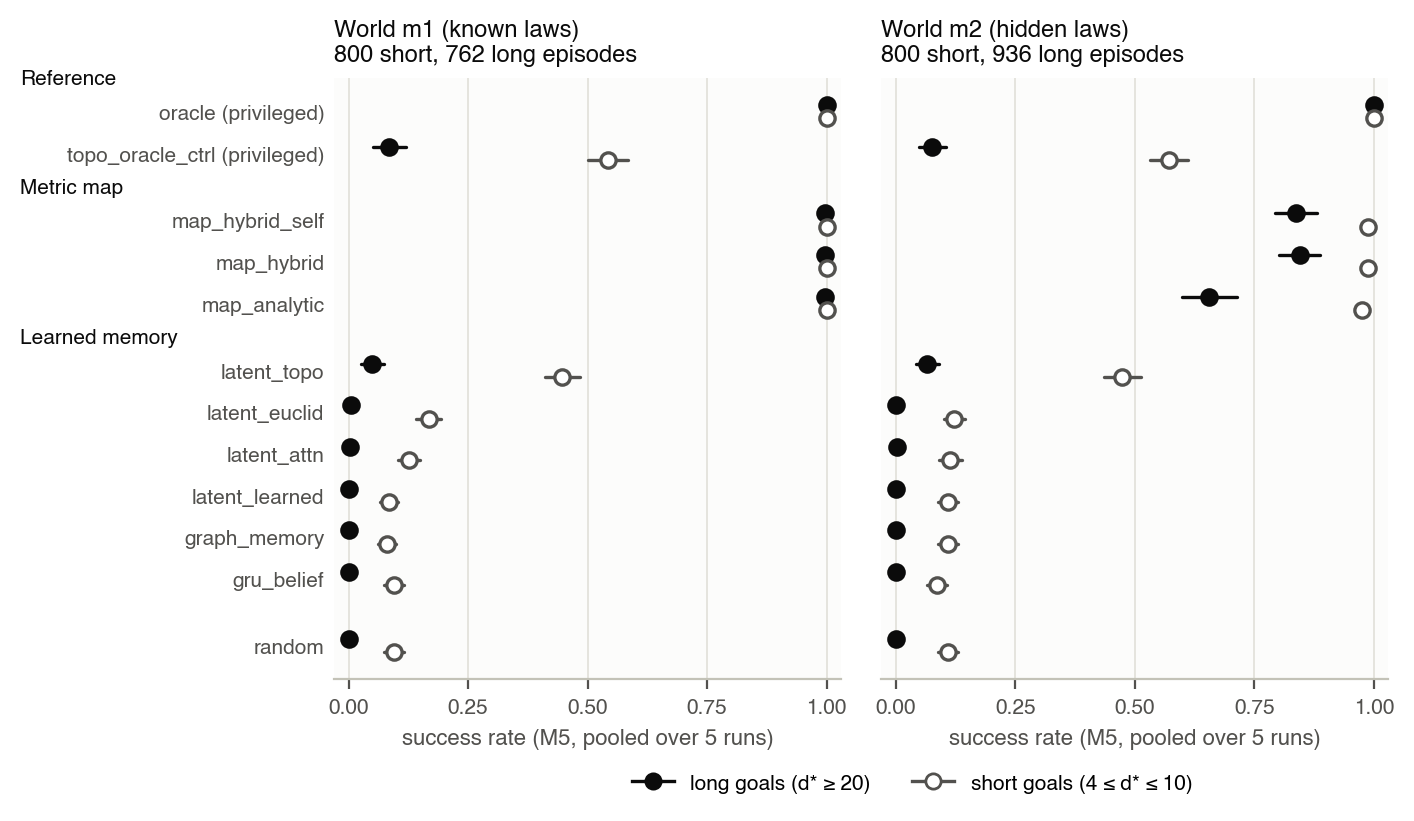 World m1 (known laws)
800 short, 762 long episodes
World m2 (hidden laws)
800 short, 936 long episodes
Reference
oracle (privileged)
topo_oracle_ctrl (privileged)
Metric map
map_hybrid_self
map_hybrid
map_analytic
Learned memory
latent_topo
latent_euclid
latent_attn
latent_learned
graph_memory
gru_belief
random
0.00 0.25 0.50 0.75 1.00
0.00 0.25 0.50 0.75 1.00
success rate (M5, pooled over 5 runs)
success rate (M5, pooled over 5 runs)
long goals (d* ≥ 20)
short goals (4 ≤ d* ≤ 10)